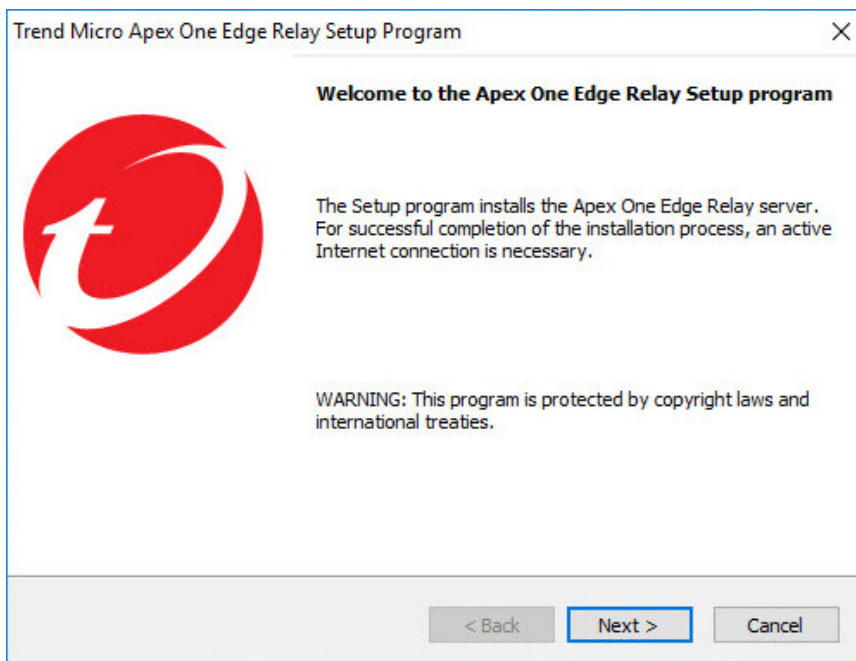 Trend Micro Apex One Edge Relay Setup Program
Welcome to the Apex One Edge Relay Setup program
The Setup program installs the Apex One Edge Relay server.
For successful completion of the installation process, an active
Internet connection is necessary.
WARNING: This program is protected by copyright laws and
international treaties.
< Back
Next >
Cancel